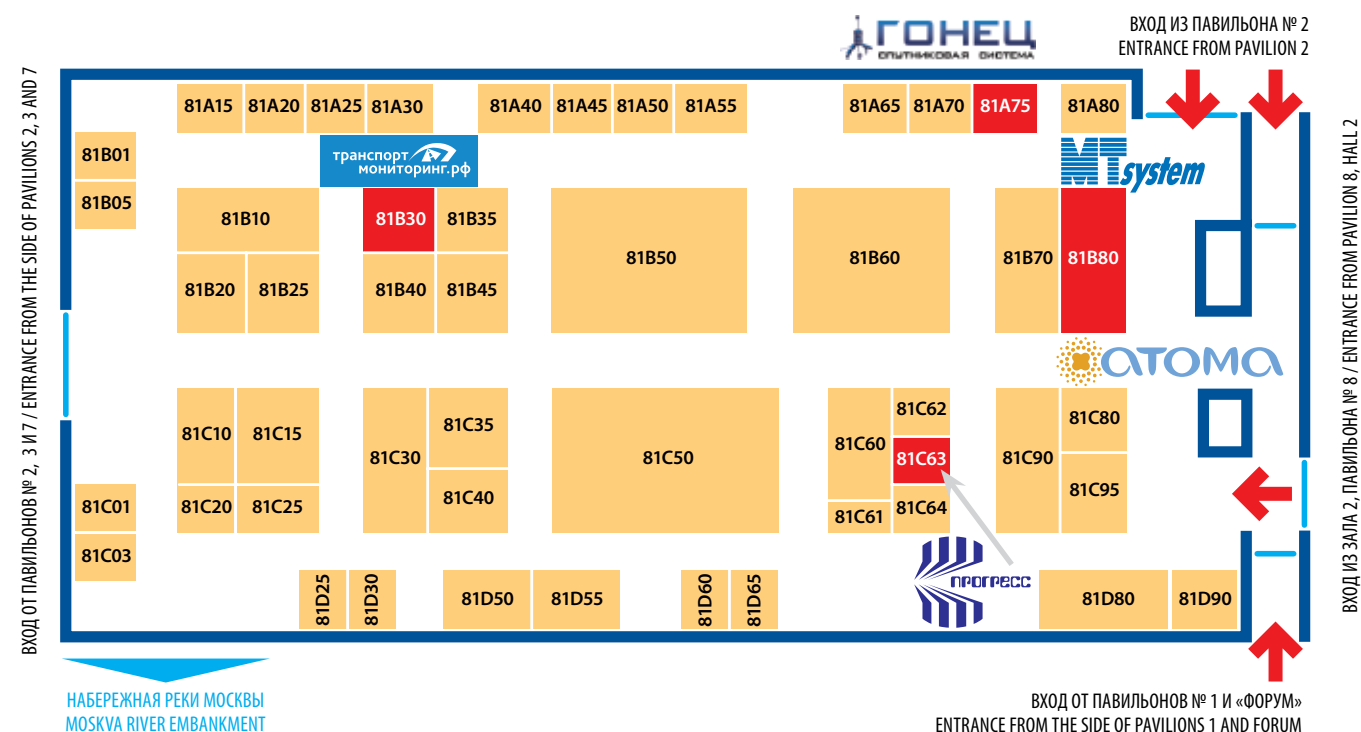 ГОНЕЦ
СПУТНИКОВАЯ СИСТЕМА
ВХОД ИЗ ПАВИЛЬОНА № 2
ENTRANCE FROM PAVILION 2
ВХОД ОТ ПАВИЛЬОНОВ № 2, 3 И 7 / ENTRANCE FROM THE SIDE OF PAVILIONS 2, 3 AND 7
81A15 81A20 81A25 81A30 81A40 81A45 81A50 81A55 81A65 81A70 81A75 81A80
81B01
транспорт
мониторинг.рф
MT system
81B05
81B10 81B30 81B35
81B50 81B60 81B70 81B80
81B20 81B25 81B40 81B45
АТОМА
81C62
81C10 81C15 81C35 81C60 81C80
81C30 81C50 81C63 81C90
81C95
81C40
81C01 81C20 81C25 81C61 81C64
81C03
ПРОГРЕСС
81D25 81D30 81D50 81D55 81D60 81D65 81D80 81D90
ВХОД ИЗ ЗАЛА 2, ПАВИЛЬОНА № 8 / ENTRANCE FROM PAVILION 8, HALL 2
НАБЕРЕЖНАЯ РЕКИ МОСКВЫ
MOSKVA RIVER EMBANKMENT
ВХОД ОТ ПАВИЛЬОНОВ № 1 И «ФОРУМ»
ENTRANCE FROM THE SIDE OF PAVILIONS 1 AND FORUM